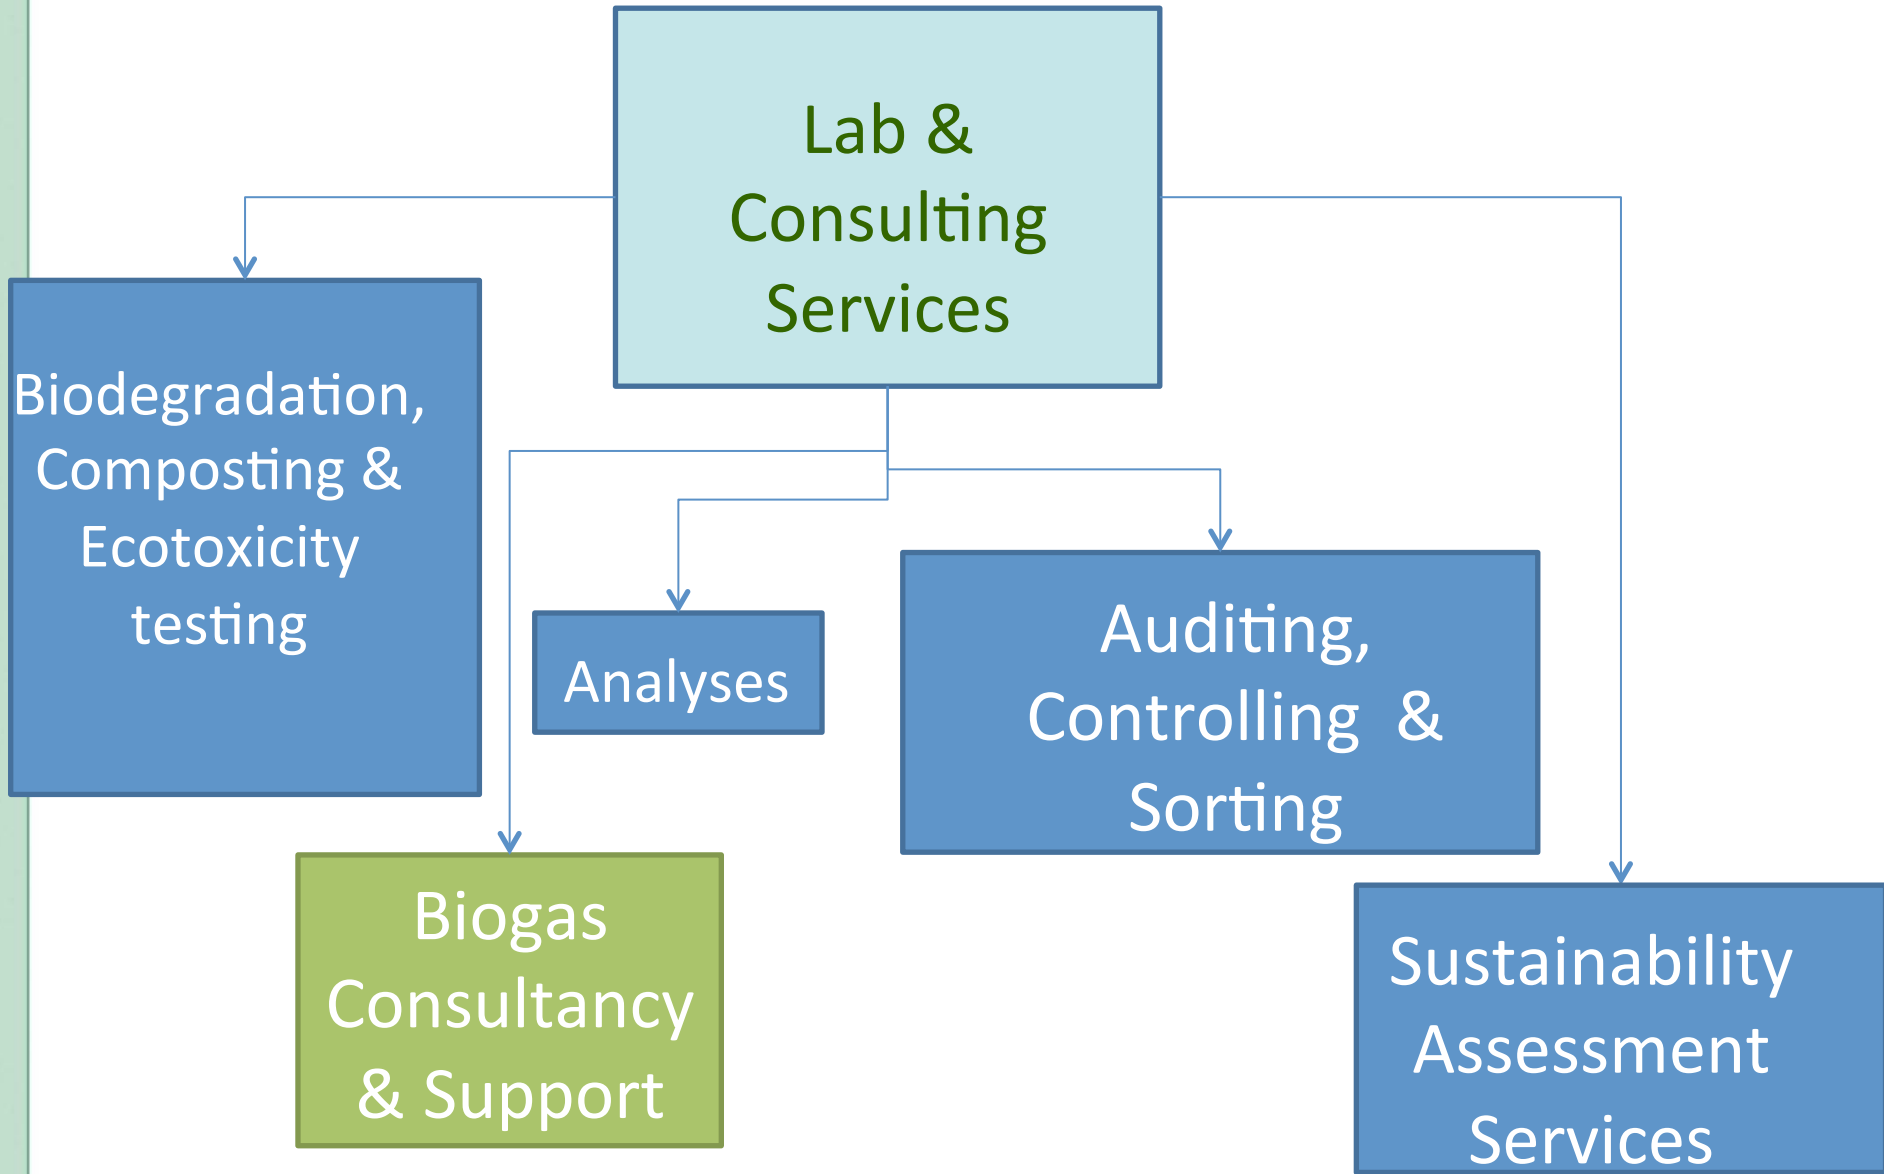 Lab &
Consulting
Services
Biodegradation,
Composting &
Ecotoxicity
testing
Analyses
Auditing,
Controlling &
Sorting
Biogas
Consultancy
& Support
Sustainability
Assessment
Services